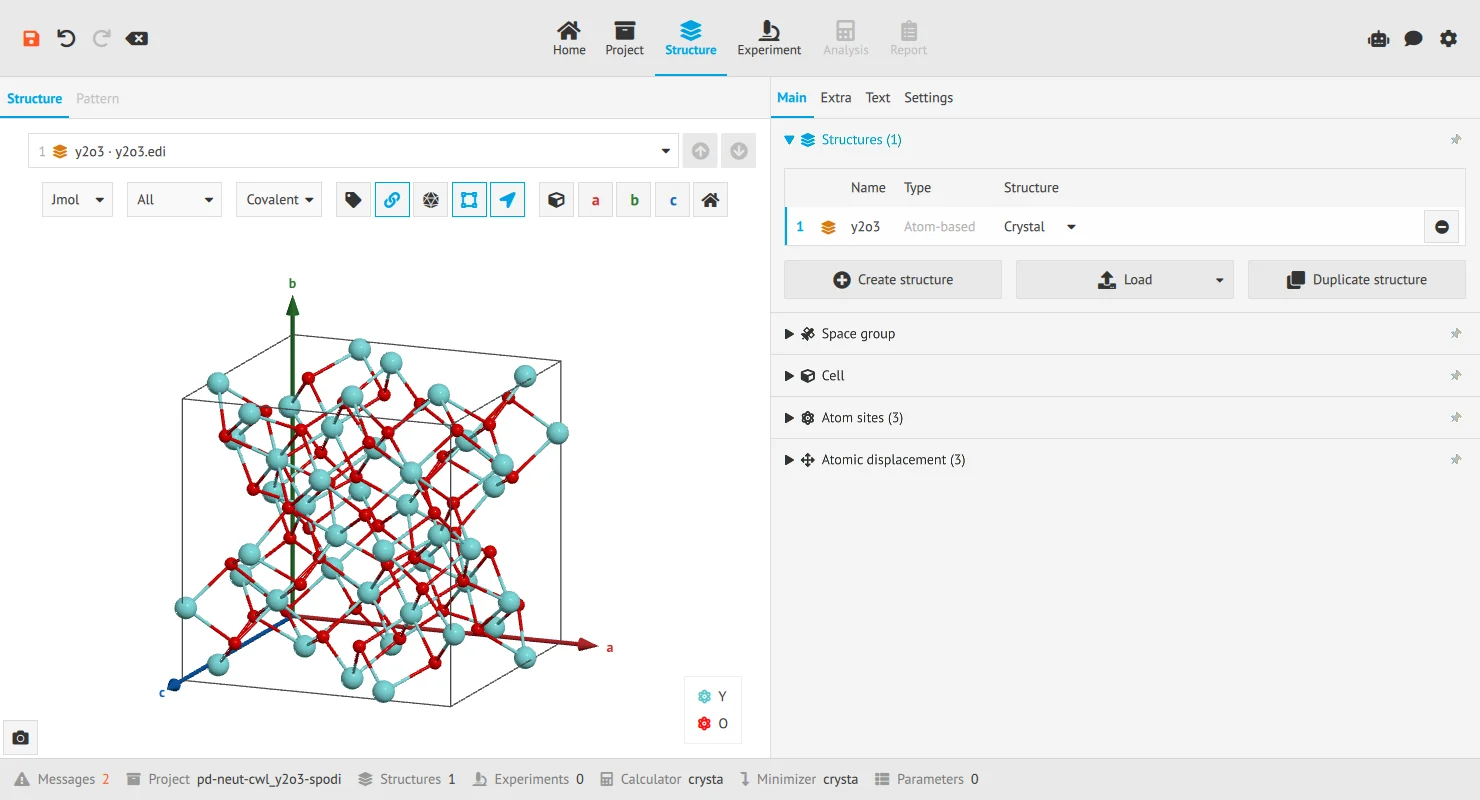 Home
Project
Structure
Experiment
Analysis
Report
Structure
Pattern
Main
Extra
Text
Settings
1 y2o3 · y2o3.edi
Jmol
All
Covalent
a
b
c
Structures (1)
Name Type Structure
1 y2o3 Atom-based Crystal
Create structure
Load
Duplicate structure
Space group
Cell
Atom sites (3)
Atomic displacement (3)
b
a
c
Y
O
Messages 2
Project pd-neut-cwl_y2o3-spodi
Structures 1
Experiments 0
Calculator crysta
Minimizer crysta
Parameters 0